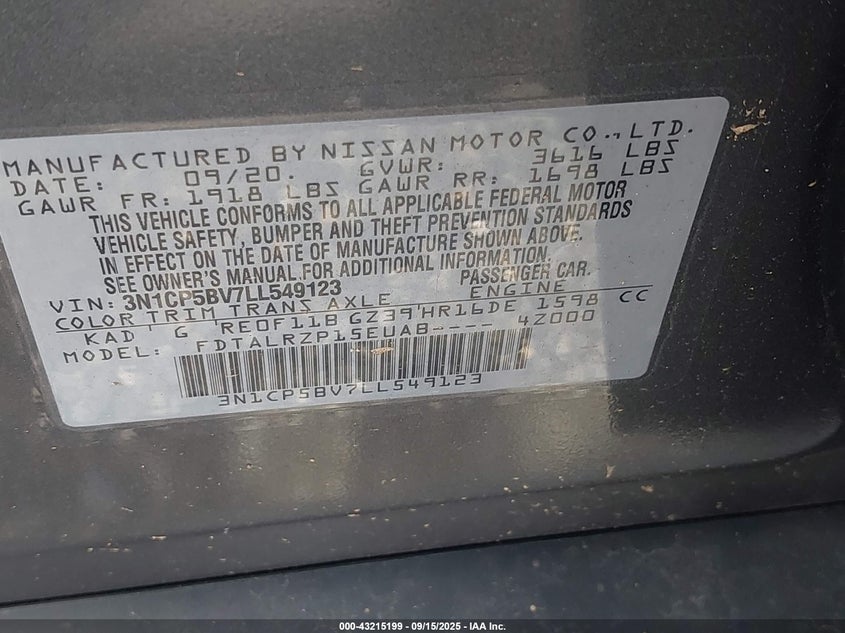 MANUFACTURED BY NISSAN MOTOR CO., LTD.
DATE: 09/20. GVWR: 3616 LBS
GAWR FR: 1918 LBS GAWR RR: 1698 LBS
THIS VEHICLE CONFORMS TO ALL APPLICABLE FEDERAL MOTOR
VEHICLE SAFETY, BUMPER AND THEFT PREVENTION STANDARDS
IN EFFECT ON THE DATE OF MANUFACTURE SHOWN ABOVE.
SEE OWNER'S MANUAL FOR ADDITIONAL INFORMATION.
VIN: 3N1CP5BV7LL549123 PASSENGER CAR.
COLOR TRIM TRANS AXLE ENGINE
KAD G RE0F11B GZ39 HR16DE 1598 CC
MODEL: FDTALRZP15EUA8---- 4Z000
3N1CP5BV7LL549123
000-43215199 - 09/15/2025 - IAA Inc.